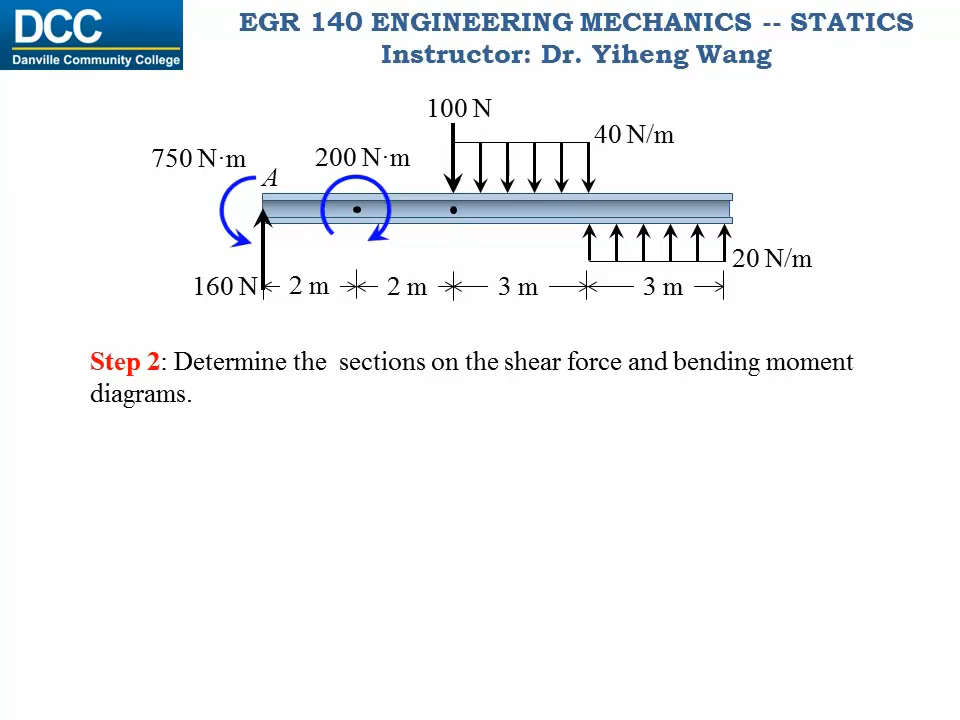 DCC
Danville Community College
EGR 140 ENGINEERING MECHANICS -- STATICS
Instructor: Dr. Yiheng Wang
100 N
40 N/m
750 N·m
200 N·m
A
20 N/m
160 N
2 m
2 m
3 m
3 m
Step 2: Determine the sections on the shear force and bending moment
diagrams.